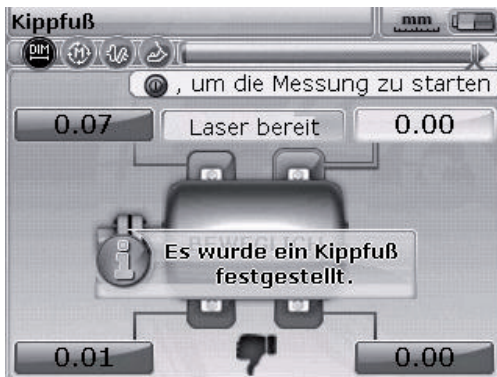 Kippfuß
mm
DIM
M
, um die Messung zu starten
0.07
Laser bereit
0.00
Es wurde ein Kippfuß
festgestellt.
0.01
0.00